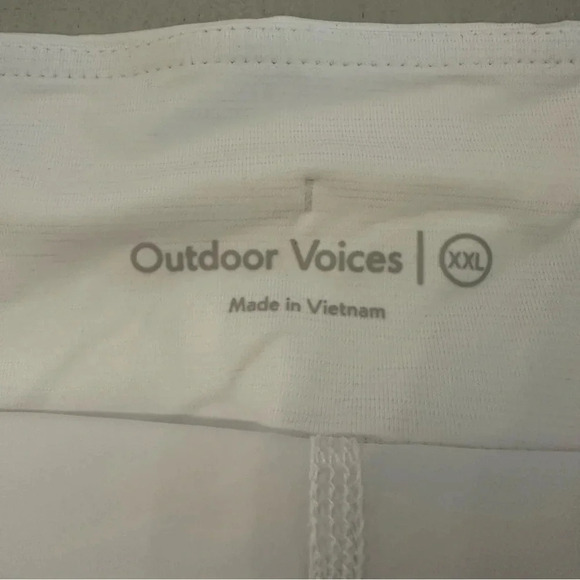 Outdoor Voices | XXL
Made in Vietnam